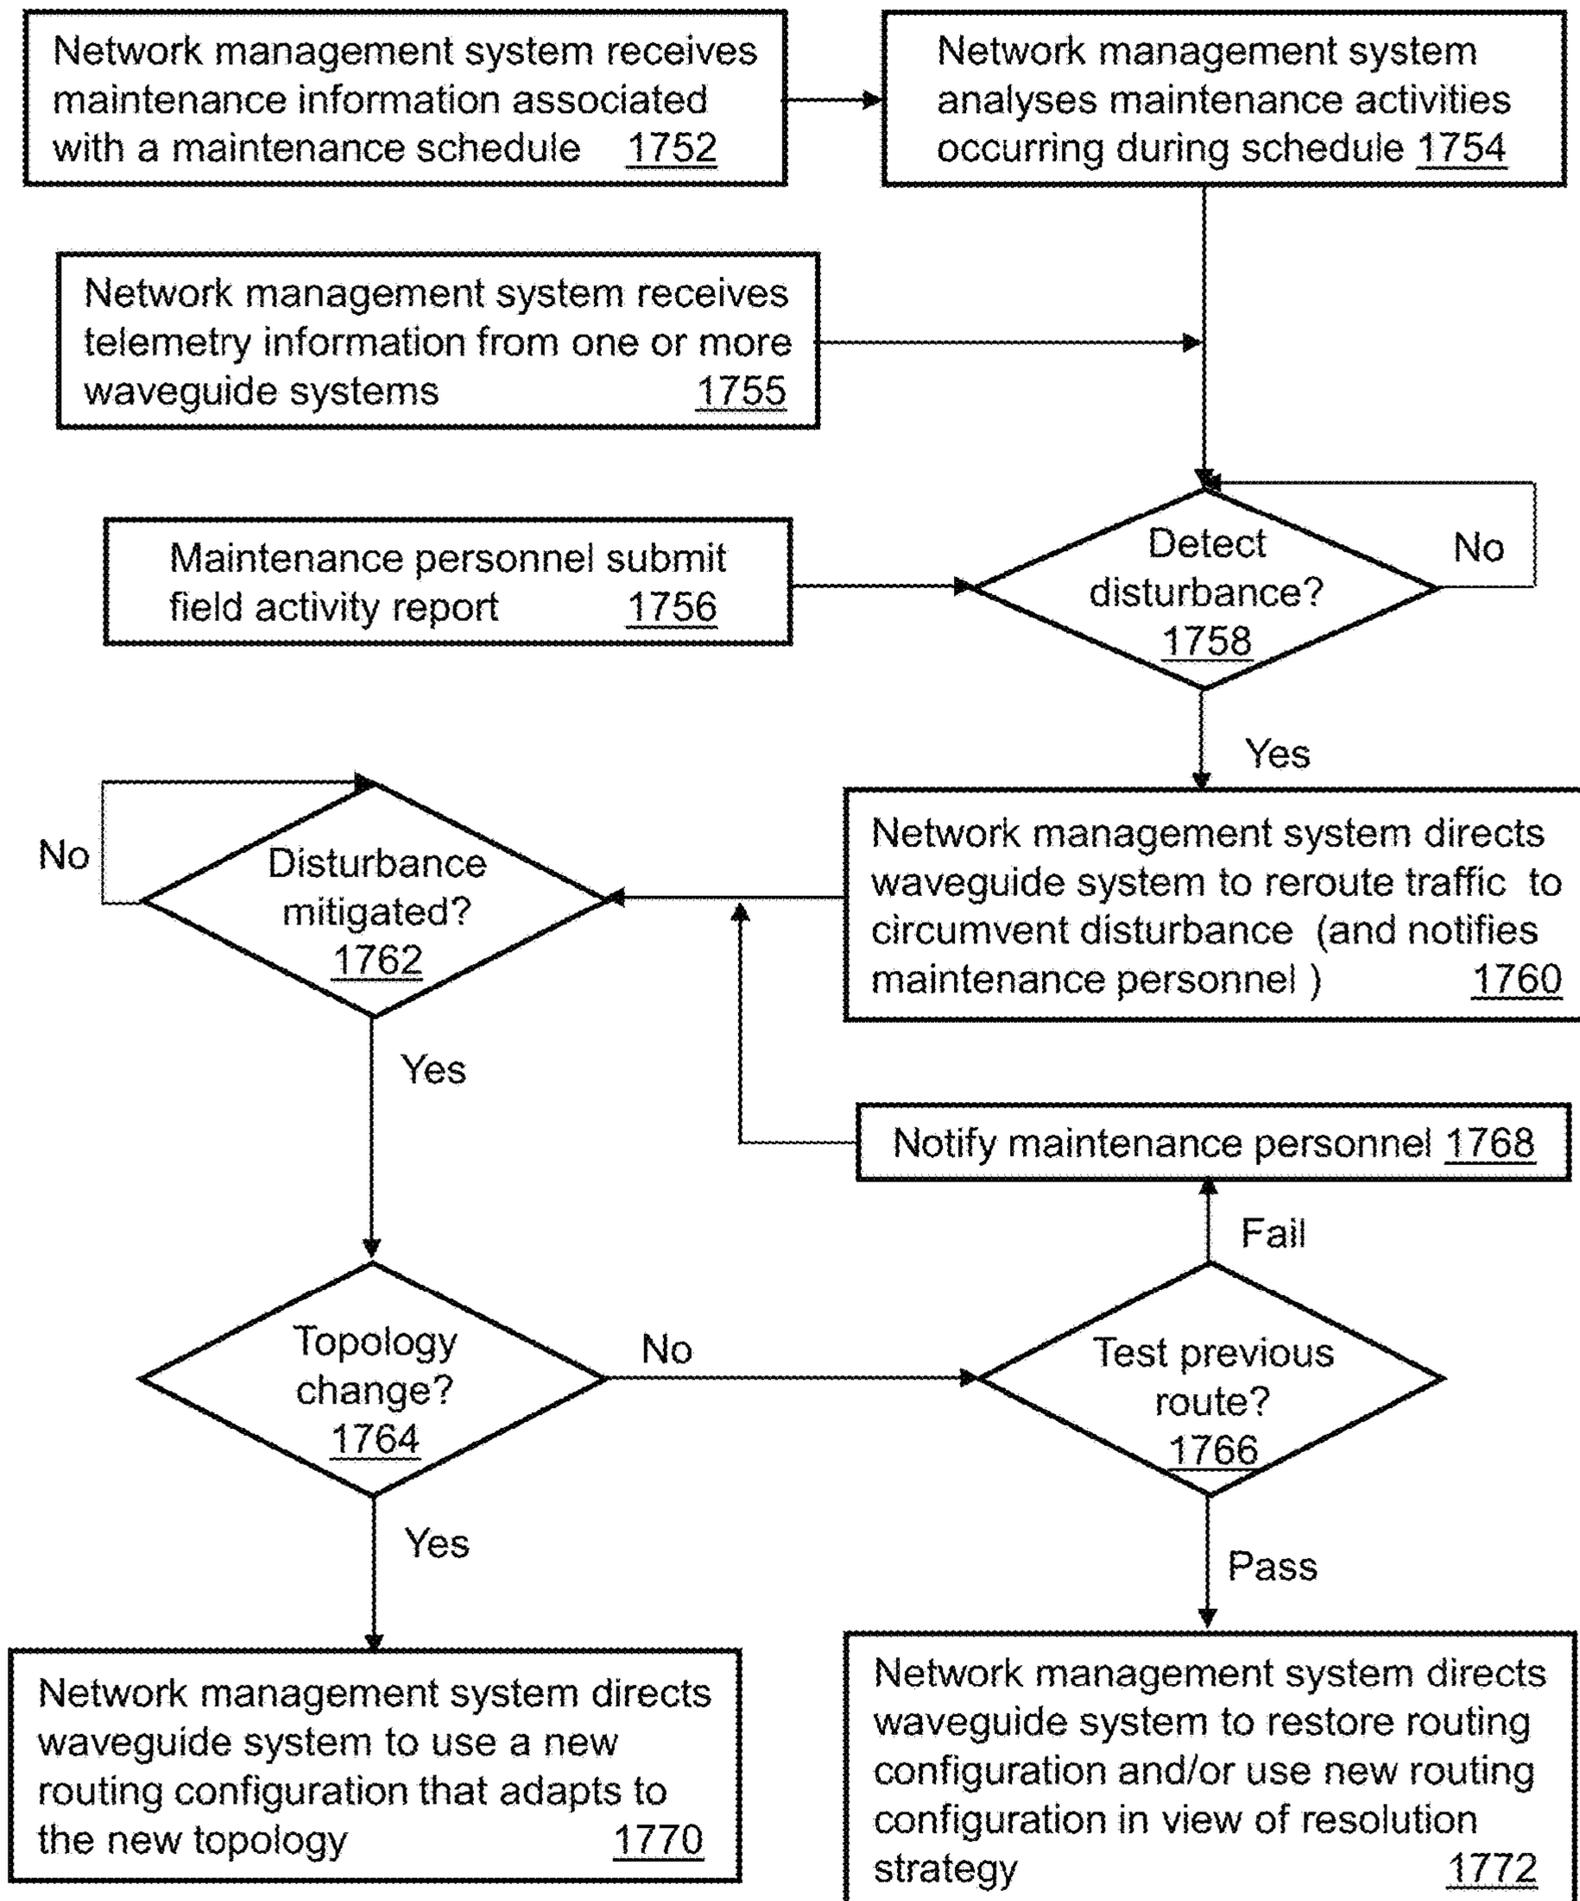 Network management system receives
maintenance information associated
with a maintenance schedule 1752
Network management system
analyses maintenance activities
occurring during schedule 1754
Network management system receives
telemetry information from one or more
waveguide systems 1755
Maintenance personnel submit
field activity report 1756
Detect
disturbance?
1758
No
Yes
Network management system directs
waveguide system to reroute traffic to
circumvent disturbance (and notifies
maintenance personnel ) 1760
No
Disturbance
mitigated?
1762
Yes
Notify maintenance personnel 1768
Fail
Topology
change?
1764
No
Test previous
route?
1766
Yes
Pass
Network management system directs
waveguide system to use a new
routing configuration that adapts to
the new topology 1770
Network management system directs
waveguide system to restore routing
configuration and/or use new routing
configuration in view of resolution
strategy 1772